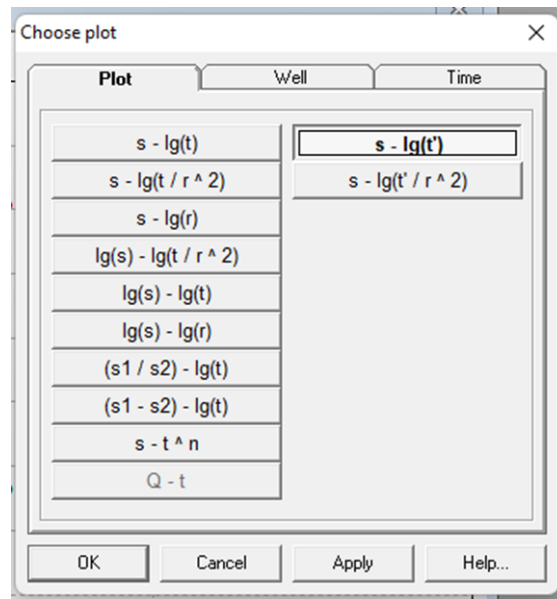 Choose plot
Plot Well Time
s - lg(t)
s - lg(t / r ^ 2)
s - lg(r)
lg(s) - lg(t / r ^ 2)
lg(s) - lg(t)
lg(s) - lg(r)
(s1 / s2) - lg(t)
(s1 - s2) - lg(t)
s - t ^ n
Q - t
s - lg(t')
s - lg(t' / r ^ 2)
OK Cancel Apply Help...